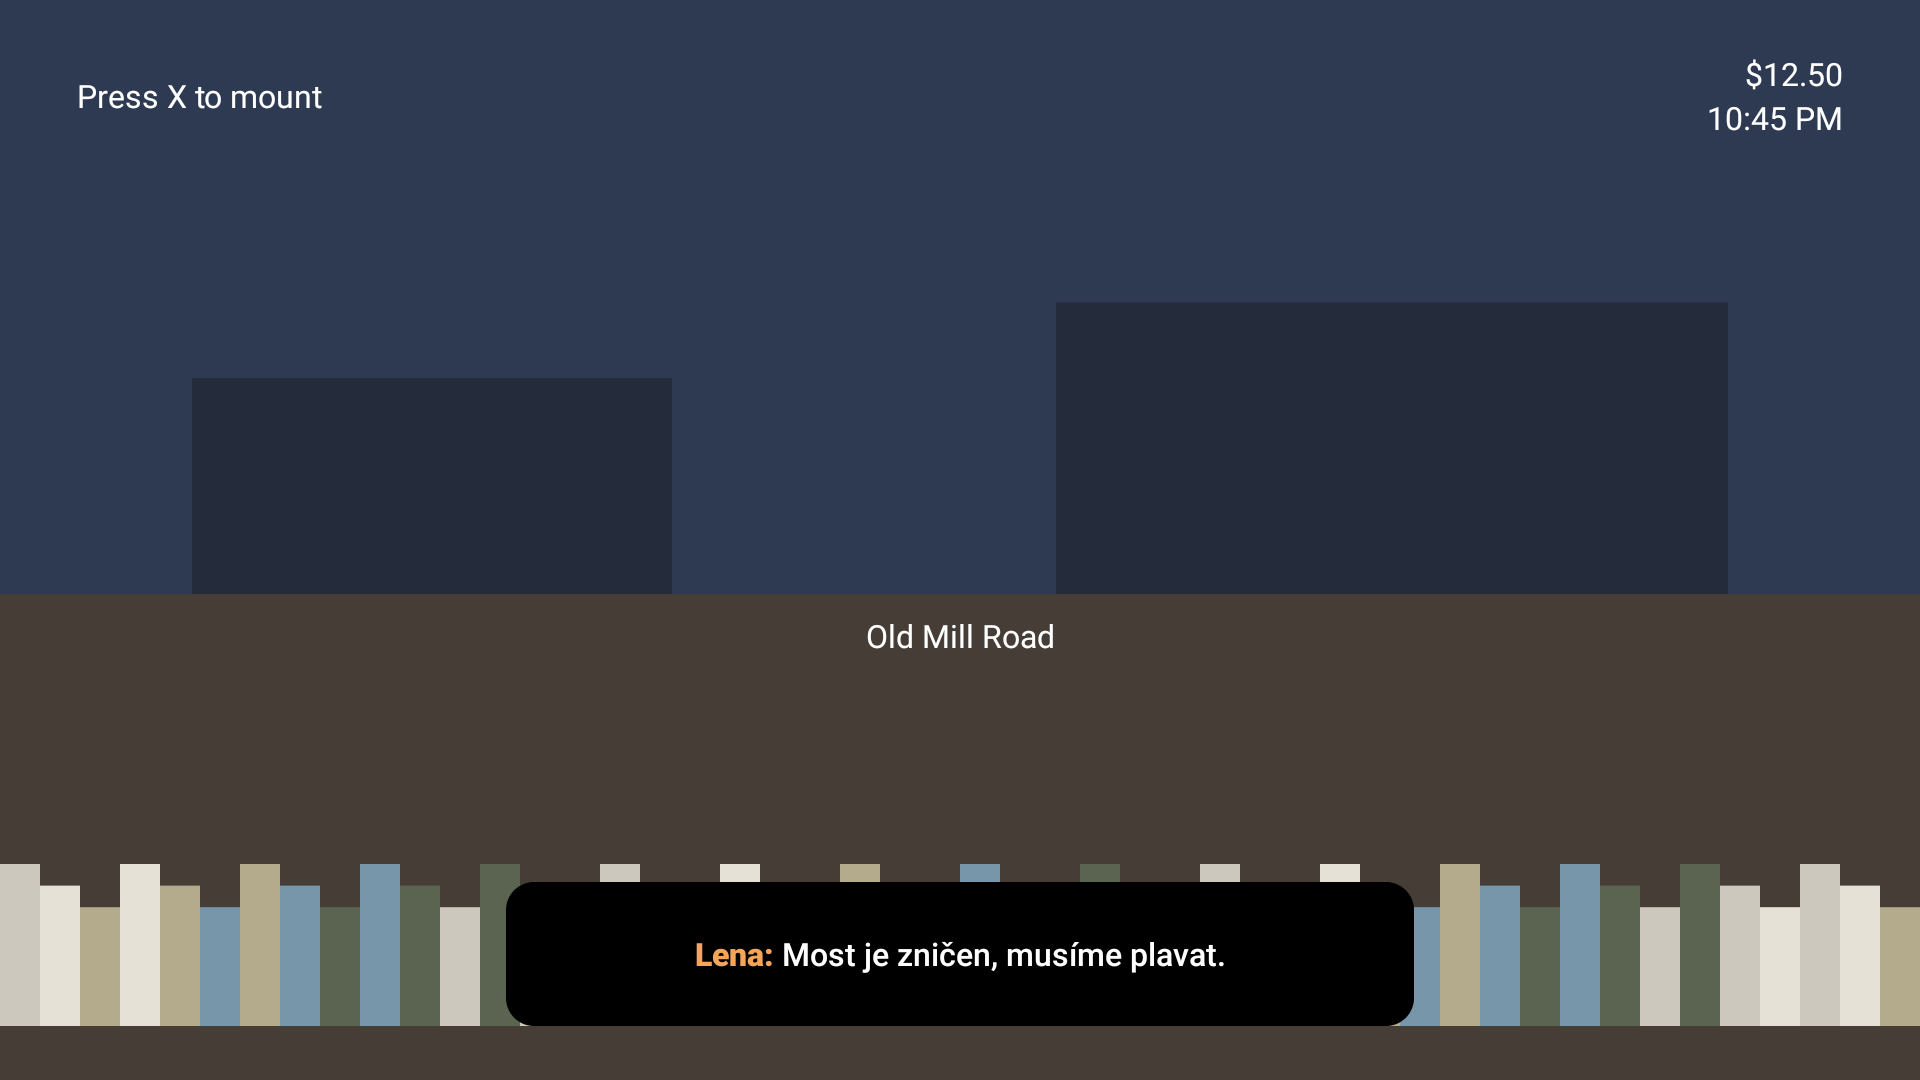 Press X to mount
$12.50
10:45 PM
Old Mill Road
Lena: Most je zničen, musíme plavat.